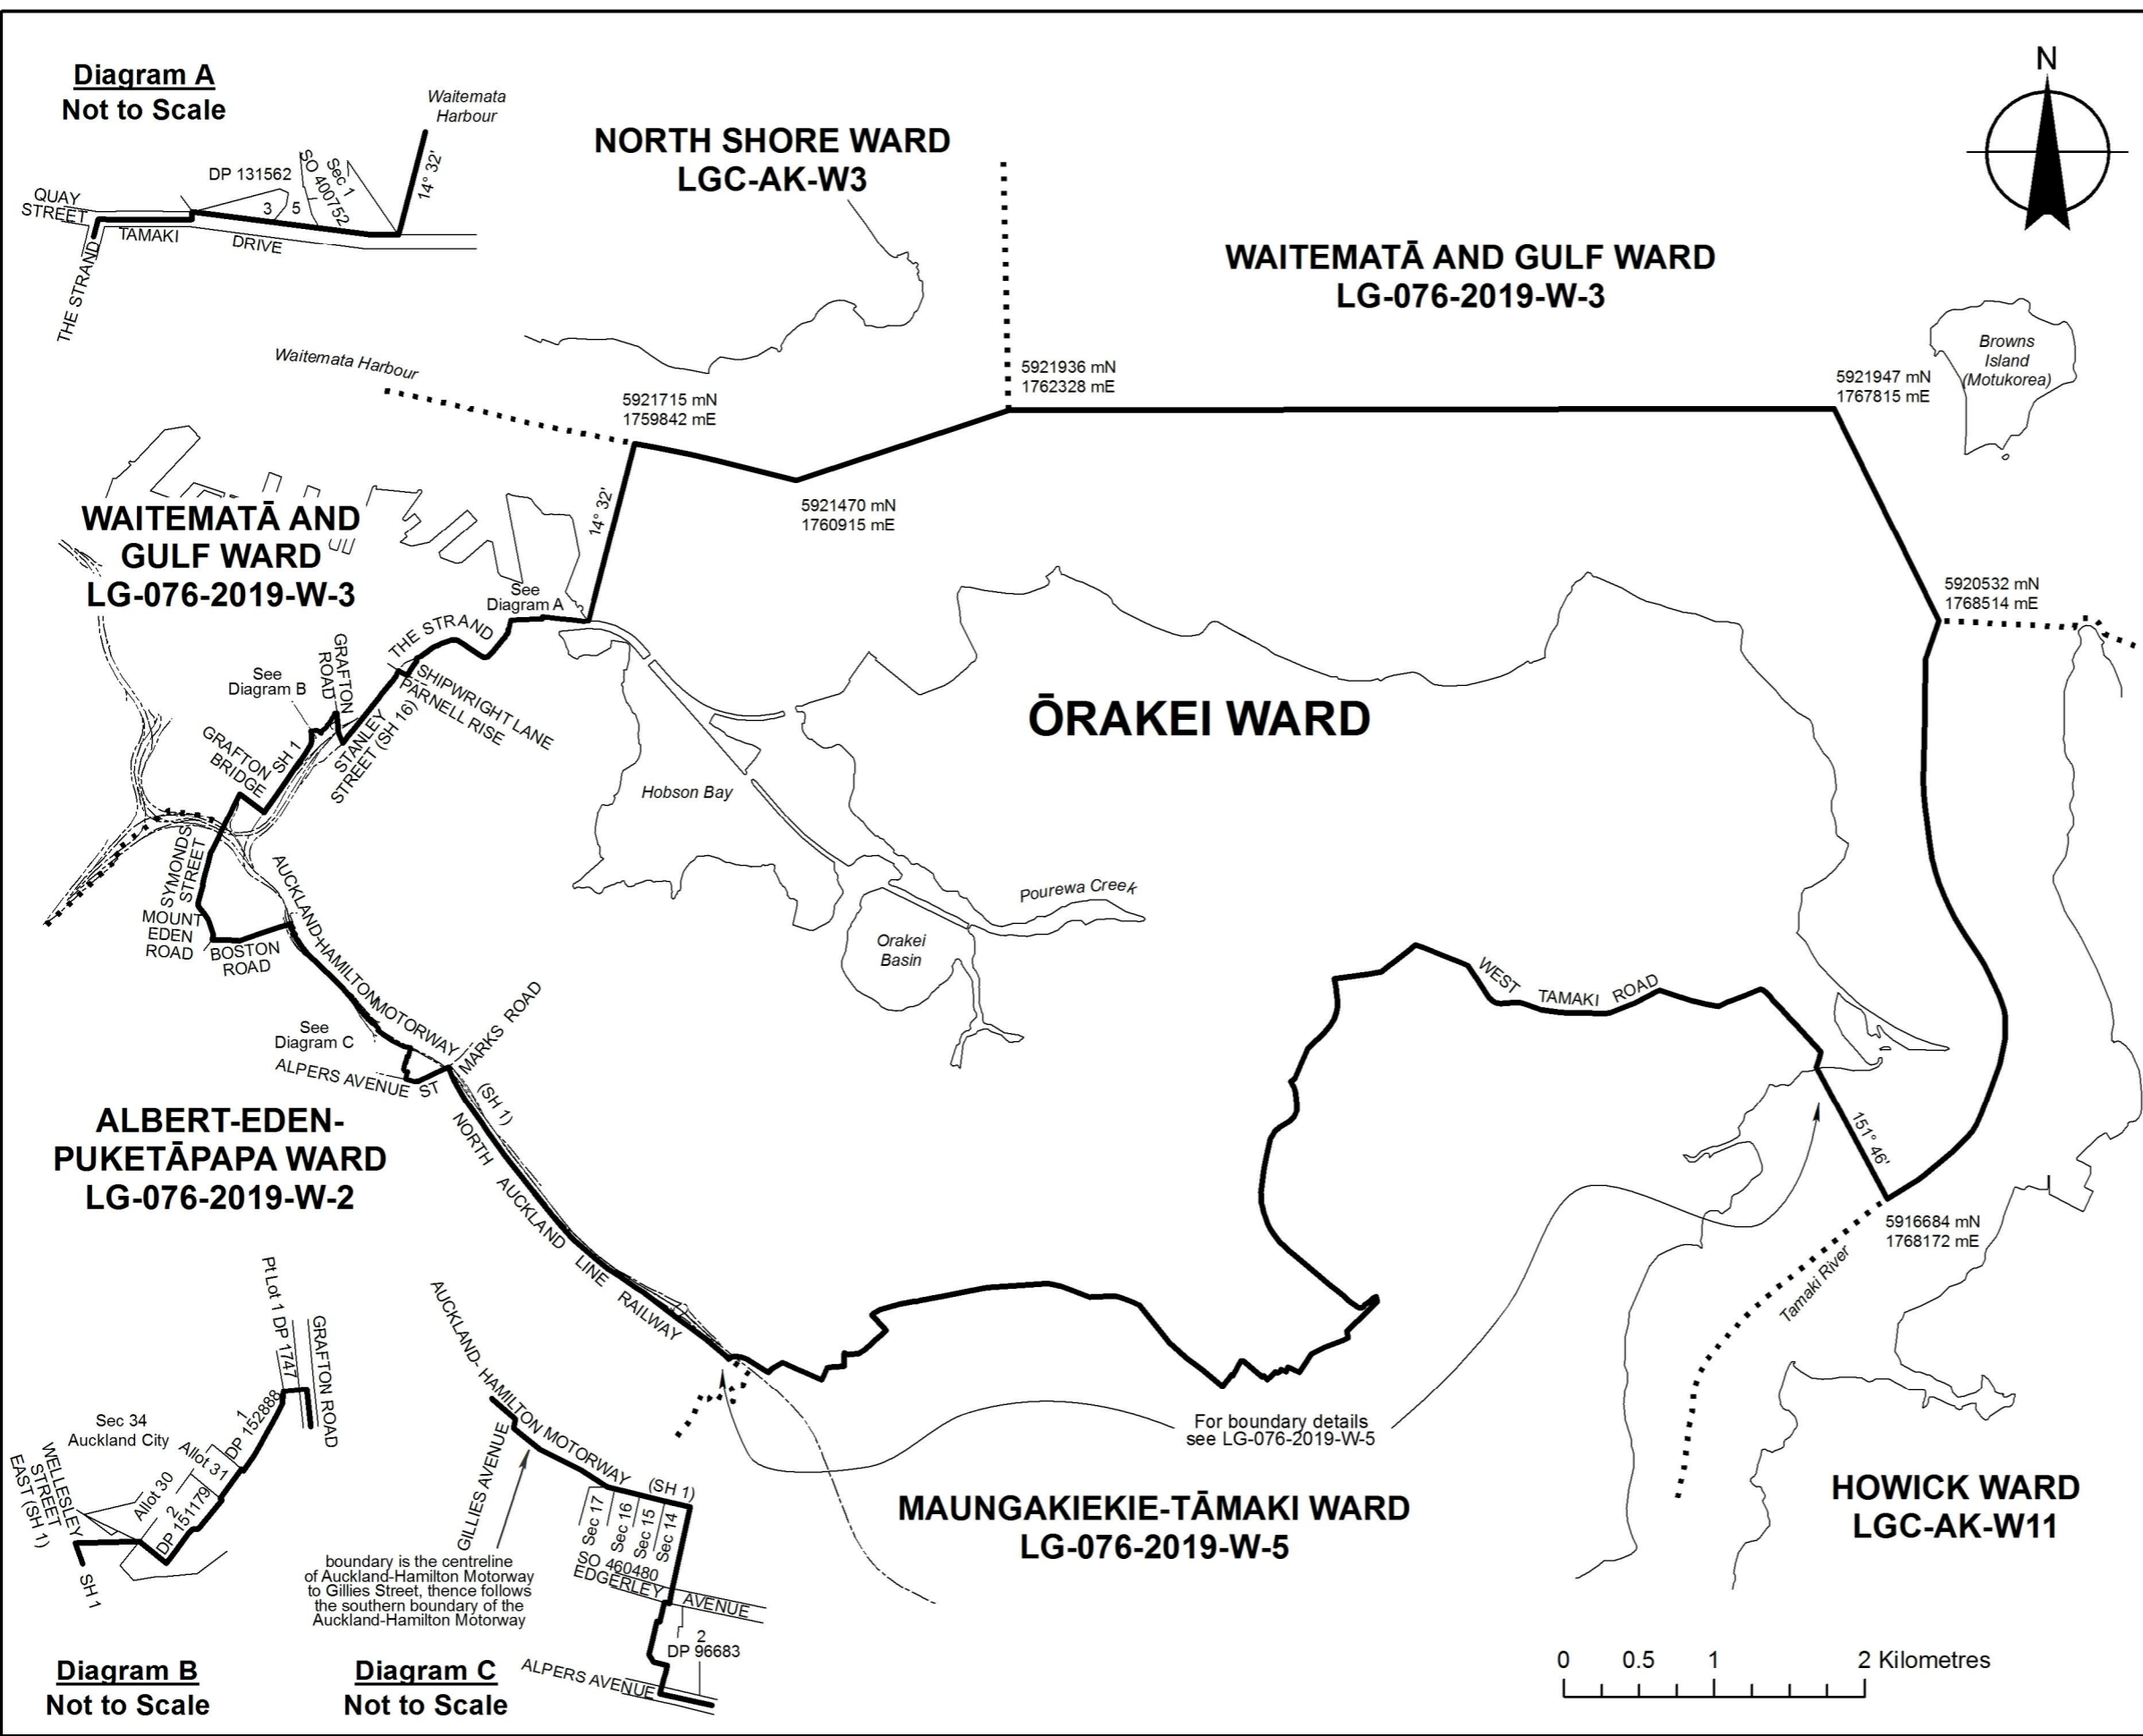 Diagram A
Not to Scale
Waitemata
Harbour
14° 32'
DP 131562
SO 400752
Sec 1
3
5
QUAY
STREET
TAMAKI
DRIVE
THE STRAND
NORTH SHORE WARD
LGC-AK-W3
N
WAITEMATĀ AND GULF WARD
LG-076-2019-W-3
Browns
Island
(Motukorea)
Waitemata Harbour
5921715 mN
1759842 mE
5921936 mN
1762328 mE
5921947 mN
1767815 mE
5921470 mN
1760915 mE
14° 32'
5920532 mN
1768514 mE
WAITEMATĀ AND
GULF WARD
LG-076-2019-W-3
See
Diagram A
THE STRAND
GRAFTON
ROAD
See
Diagram B
SHIPWRIGHT LANE
PARNELL RISE
STANLEY
STREET (SH 16)
GRAFTON
BRIDGE
SH 1
ŌRAKEI WARD
Hobson Bay
Pourewa Creek
Orakei
Basin
SYMONDS
STREET
MOUNT
EDEN
ROAD
BOSTON
ROAD
AUCKLAND-HAMILTON
MOTORWAY
(SH 1)
MARKS ROAD
See
Diagram C
ALPERS AVENUE
ST
WEST TAMAKI ROAD
151° 46'
5916684 mN
1768172 mE
Tamaki River
ALBERT-EDEN-
PUKETĀPAPA WARD
LG-076-2019-W-2
NORTH AUCKLAND LINE RAILWAY
For boundary details
see LG-076-2019-W-5
MAUNGAKIEKIE-TĀMAKI WARD
LG-076-2019-W-5
HOWICK WARD
LGC-AK-W11
Pt Lot 1 DP 1747
GRAFTON ROAD
Sec 34
Auckland City
1
DP 152888
Allot 31
Allot 30
2
DP 151179
WELLESLEY
STREET
EAST (SH 1)
SH 1
Diagram B
Not to Scale
AUCKLAND- HAMILTON MOTORWAY
(SH 1)
GILLIES AVENUE
Sec 17
Sec 16
Sec 15
Sec 14
SO 460480
EDGERLEY
AVENUE
2
DP 96683
ALPERS AVENUE
boundary is the centreline
of Auckland-Hamilton Motorway
to Gillies Street, thence follows
the southern boundary of the
Auckland-Hamilton Motorway
Diagram C
Not to Scale
0 0.5 1 2 Kilometres